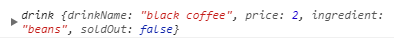 drink {drinkName: "black coffee", price: 2, ingredient:
"beans", soldOut: false}